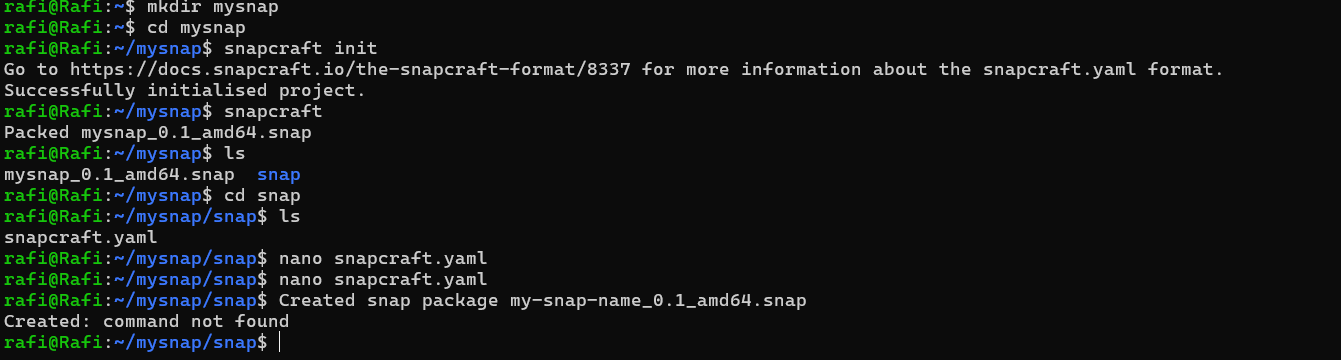 rafi@Rafi:~$ mkdir mysnap
rafi@Rafi:~$ cd mysnap
rafi@Rafi:~/mysnap$ snapcraft init
Go to https://docs.snapcraft.io/the-snapcraft-format/8337 for more information about the snapcraft.yaml format.
Successfully initialised project.
rafi@Rafi:~/mysnap$ snapcraft
Packed mysnap_0.1_amd64.snap
rafi@Rafi:~/mysnap$ ls
mysnap_0.1_amd64.snap  snap
rafi@Rafi:~/mysnap$ cd snap
rafi@Rafi:~/mysnap/snap$ ls
snapcraft.yaml
rafi@Rafi:~/mysnap/snap$ nano snapcraft.yaml
rafi@Rafi:~/mysnap/snap$ nano snapcraft.yaml
rafi@Rafi:~/mysnap/snap$ Created snap package my-snap-name_0.1_amd64.snap
Created: command not found
rafi@Rafi:~/mysnap/snap$